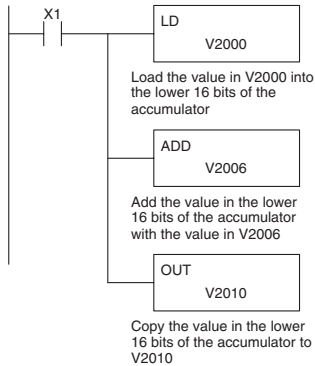 X1
LD
V2000
Load the value in V2000 into
the lower 16 bits of the
accumulator
ADD
V2006
Add the value in the lower
16 bits of the accumulator
with the value in V2006
OUT
V2010
Copy the value in the lower
16 bits of the accumulator to
V2010